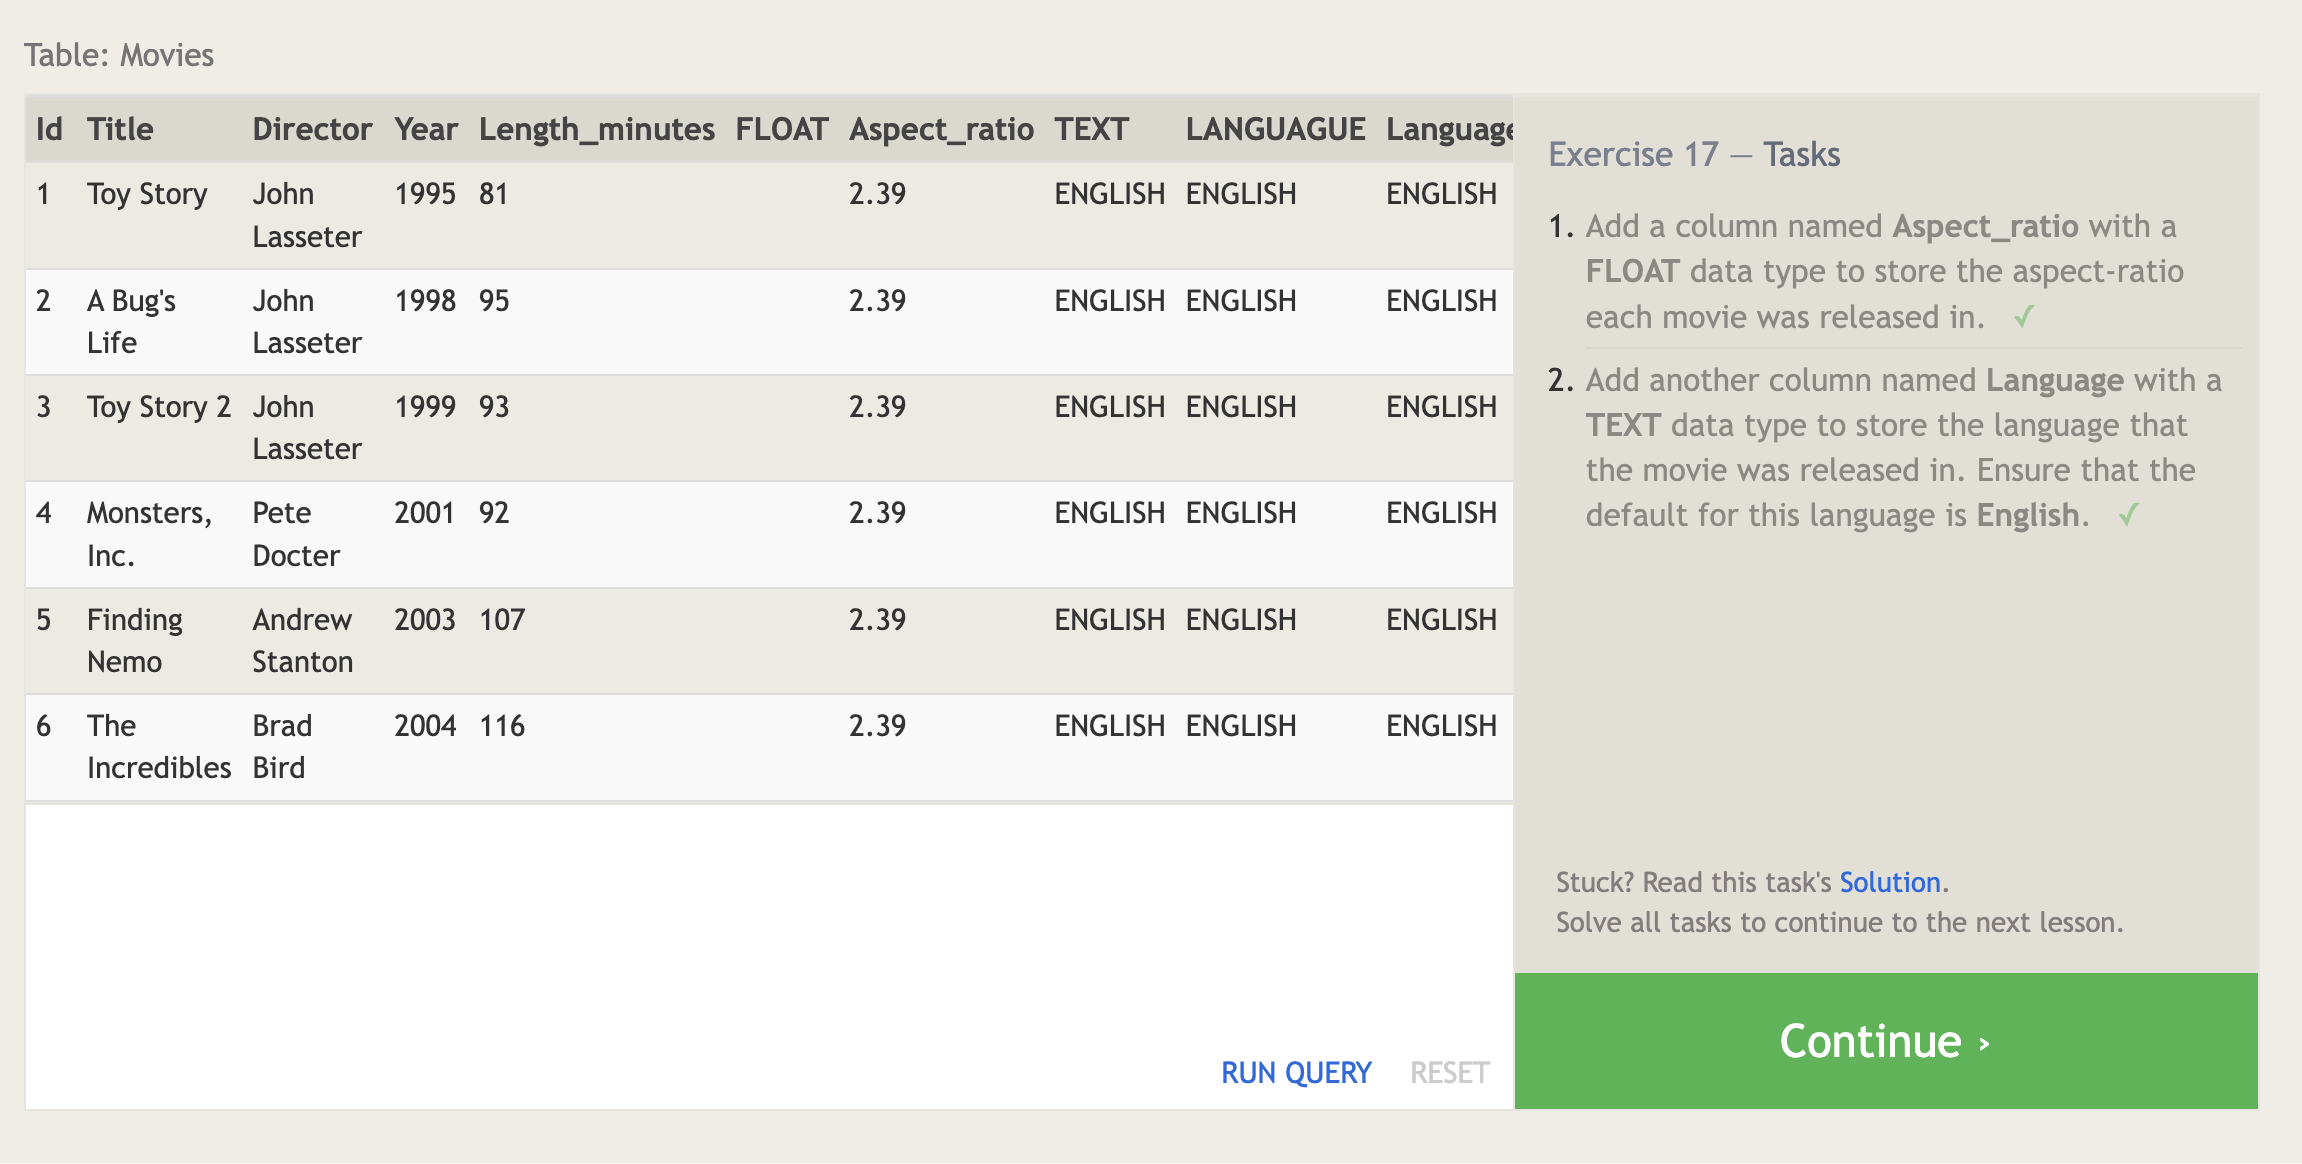 Table: Movies
Id Title Director Year Length_minutes FLOAT Aspect_ratio TEXT LANGUAGUE Language
1 Toy Story John Lasseter 1995 81 2.39 ENGLISH ENGLISH ENGLISH
2 A Bug's Life John Lasseter 1998 95 2.39 ENGLISH ENGLISH ENGLISH
3 Toy Story 2 John Lasseter 1999 93 2.39 ENGLISH ENGLISH ENGLISH
4 Monsters, Inc. Pete Docter 2001 92 2.39 ENGLISH ENGLISH ENGLISH
5 Finding Nemo Andrew Stanton 2003 107 2.39 ENGLISH ENGLISH ENGLISH
6 The Incredibles Brad Bird 2004 116 2.39 ENGLISH ENGLISH ENGLISH
RUN QUERY RESET
Exercise 17 — Tasks
1. Add a column named Aspect_ratio with a
FLOAT data type to store the aspect-ratio
each movie was released in. ✓
2. Add another column named Language with a
TEXT data type to store the language that
the movie was released in. Ensure that the
default for this language is English. ✓
Stuck? Read this task's Solution.
Solve all tasks to continue to the next lesson.
Continue ›